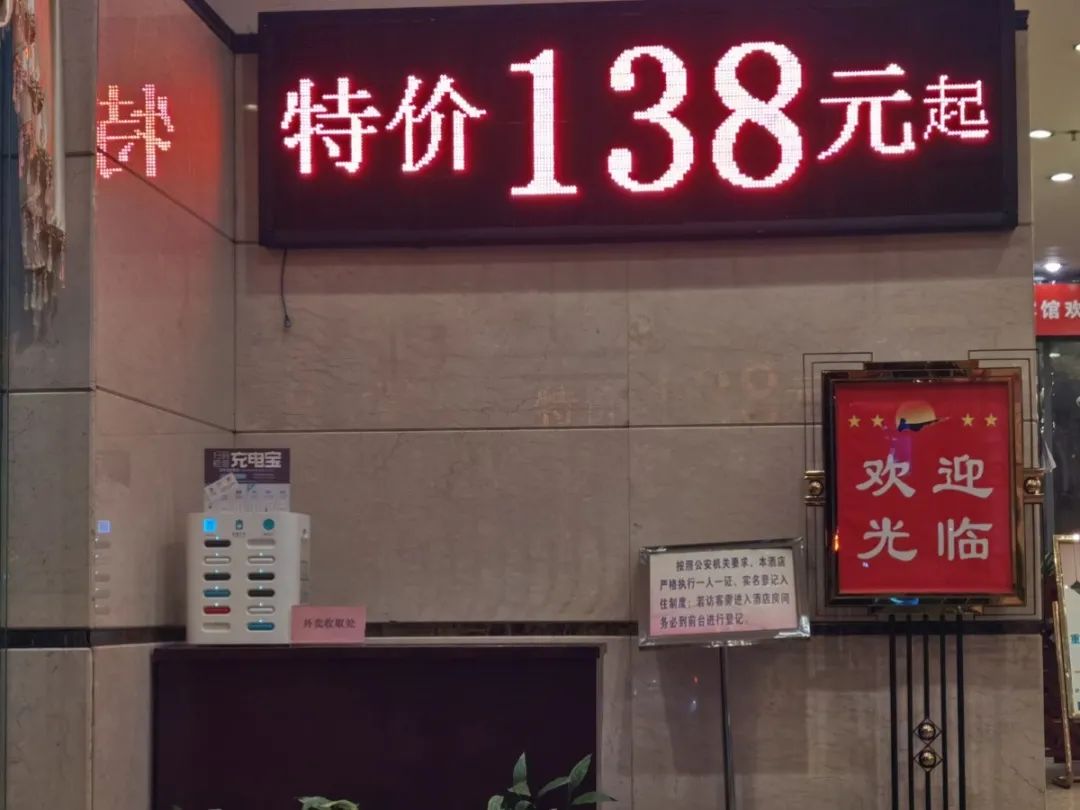 特价138元起
馆欢
充电宝
外卖收取处
按照公安机关要求，本酒店
严格执行一人一证、实名登记入
住制度；若访客需进入酒店房间
务必到前台进行登记。
欢迎
光临
重